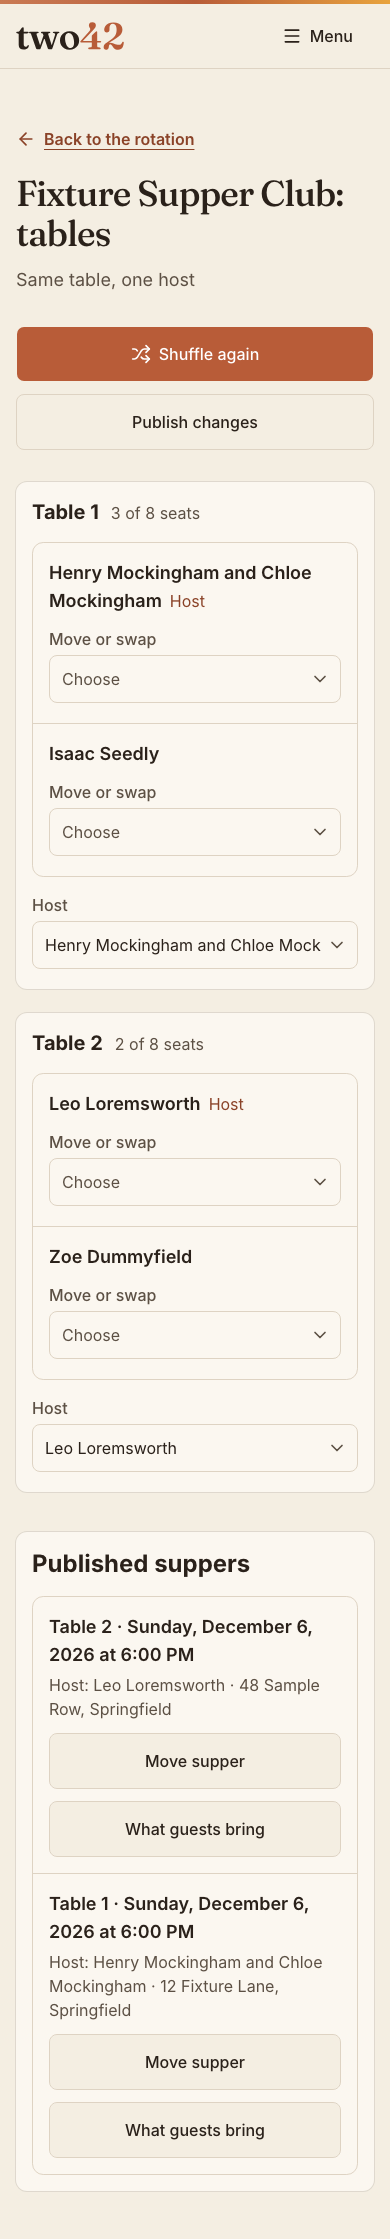 two42
Menu
Back to the rotation
Fixture Supper Club:
tables
Same table, one host
Shuffle again
Publish changes
Table 1 3 of 8 seats
Henry Mockingham and Chloe
Mockingham Host
Move or swap
Choose
Isaac Seedly
Move or swap
Choose
Host
Henry Mockingham and Chloe Mock
Table 2 2 of 8 seats
Leo Loremsworth Host
Move or swap
Choose
Zoe Dummyfield
Move or swap
Choose
Host
Leo Loremsworth
Published suppers
Table 2 · Sunday, December 6,
2026 at 6:00 PM
Host: Leo Loremsworth · 48 Sample
Row, Springfield
Move supper
What guests bring
Table 1 · Sunday, December 6,
2026 at 6:00 PM
Host: Henry Mockingham and Chloe
Mockingham · 12 Fixture Lane,
Springfield
Move supper
What guests bring